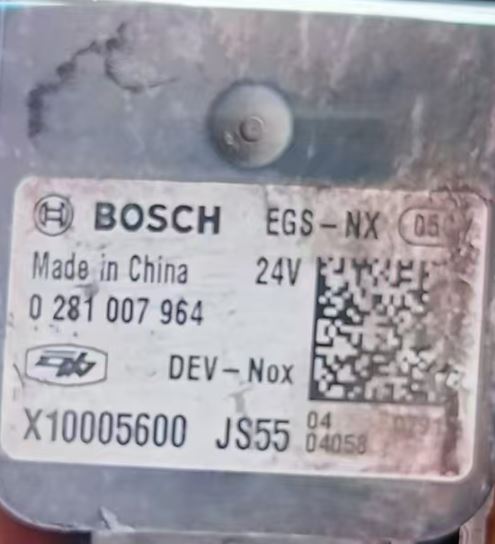 BOSCH EGS-NX 05
Made in China 24V
0 281 007 964
DEV-Nox
X10005600 JS55
04
04058